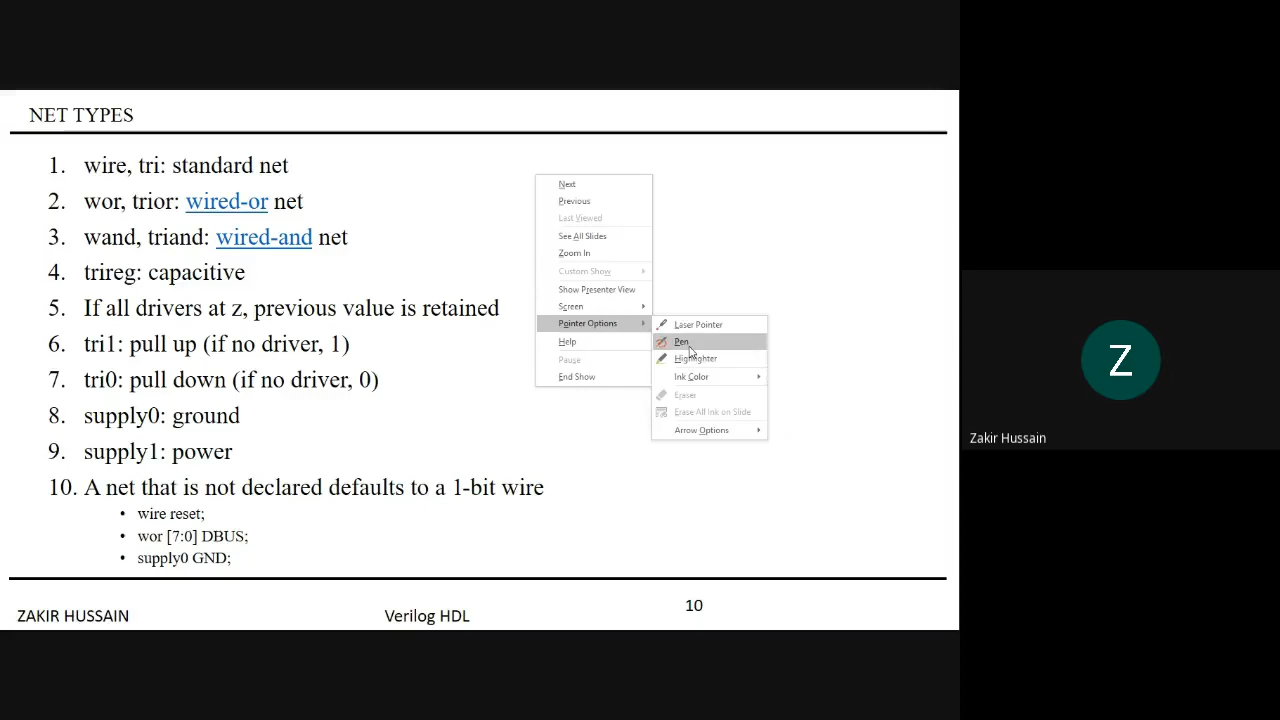 NET TYPES
1. wire, tri: standard net
2. wor, trior: wired-or net
3. wand, triand: wired-and net
4. trireg: capacitive
5. If all drivers at z, previous value is retained
6. tri1: pull up (if no driver, 1)
7. tri0: pull down (if no driver, 0)
8. supply0: ground
9. supply1: power
10. A net that is not declared defaults to a 1-bit wire
• wire reset;
• wor [7:0] DBUS;
• supply0 GND;
Next
Previous
Last Viewed
See All Slides
Zoom In
Custom Show
Show Presenter View
Screen
Pointer Options
Help
Pause
End Show
Laser Pointer
Pen
Highlighter
Ink Color
Eraser
Erase All Ink on Slide
Arrow Options
ZAKIR HUSSAIN
Verilog HDL
10
Z
Zakir Hussain